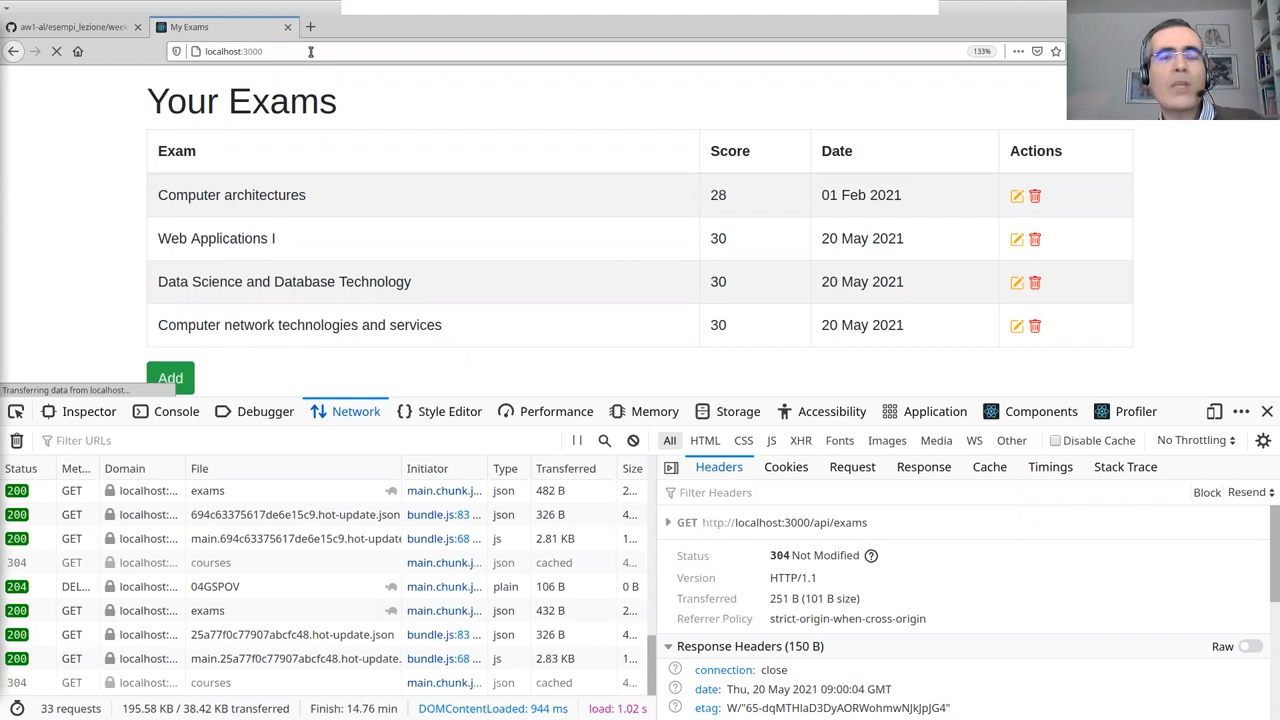 aw1-al/esempi_lezione/week
My Exams
localhost:3000
133%
Your Exams
Exam Score Date Actions
Computer architectures 28 01 Feb 2021
Web Applications I 30 20 May 2021
Data Science and Database Technology 30 20 May 2021
Computer network technologies and services 30 20 May 2021
Add
Transferring data from localhost...
Inspector Console Debugger Network Style Editor Performance Memory Storage Accessibility Application Components Profiler
Filter URLs
All HTML CSS JS XHR Fonts Images Media WS Other Disable Cache No Throttling
Status Met... Domain File Initiator Type Transferred Size
200 GET localhost:... exams main.chunk.j... json 482 B 2...
200 GET localhost:... 694c63375617de6e15c9.hot-update.json bundle.js:83 json 326 B 4...
200 GET localhost:... main.694c63375617de6e15c9.hot-update bundle.js:68 js 2.81 KB 1...
304 GET localhost:... courses main.chunk.j... json cached 4...
204 DEL... localhost:... 04GSPOV main.chunk.j... plain 106 B 0 B
200 GET localhost:... exams main.chunk.j... json 432 B 2...
200 GET localhost:... 25a77f0c77907abcfc48.hot-update.json bundle.js:83 json 326 B 4...
200 GET localhost:... main.25a77f0c77907abcfc48.hot-update. bundle.js:68 js 2.83 KB 1...
304 GET localhost:... courses main.chunk.j... json cached 4...
33 requests 195.58 KB / 38.42 KB transferred Finish: 14.76 min DOMContentLoaded: 944 ms load: 1.02 s
Headers Cookies Request Response Cache Timings Stack Trace
Filter Headers Block Resend
GET http://localhost:3000/api/exams
Status 304 Not Modified
Version HTTP/1.1
Transferred 251 B (101 B size)
Referrer Policy strict-origin-when-cross-origin
Response Headers (150 B) Raw
connection: close
date: Thu, 20 May 2021 09:00:04 GMT
etag: W/"65-dqMTHIaD3DyAORWohmwNJkJpJG4"